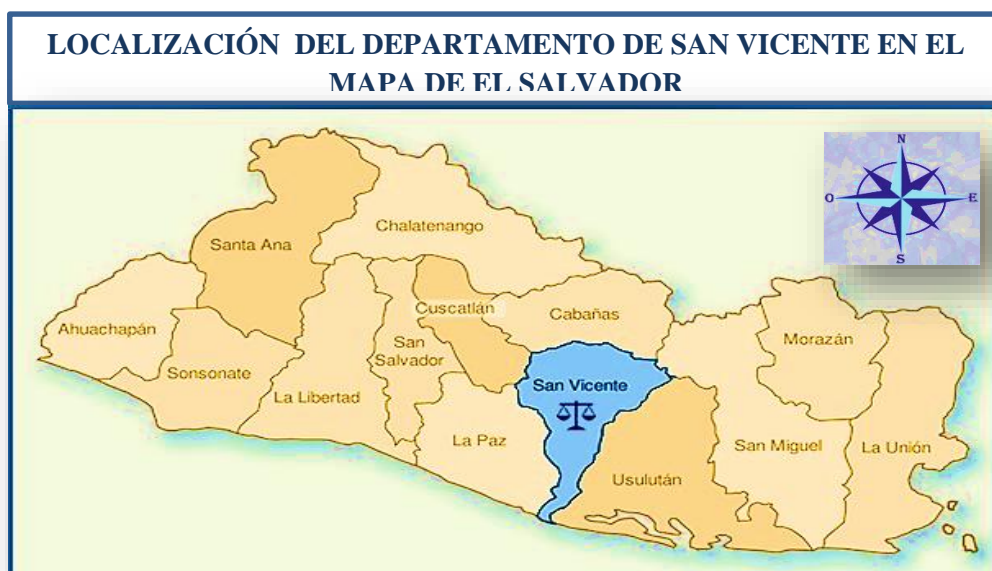 LOCALIZACIÓN DEL DEPARTAMENTO DE SAN VICENTE EN EL
MAPA DE EL SALVADOR
N
O
E
S
Chalatenango
Santa Ana
Cuscatlán
Cabañas
Ahuachapán
Morazán
San
Salvador
Sonsonate
San Vicente
La Libertad
La Paz
San Miguel
La Unión
Usulután